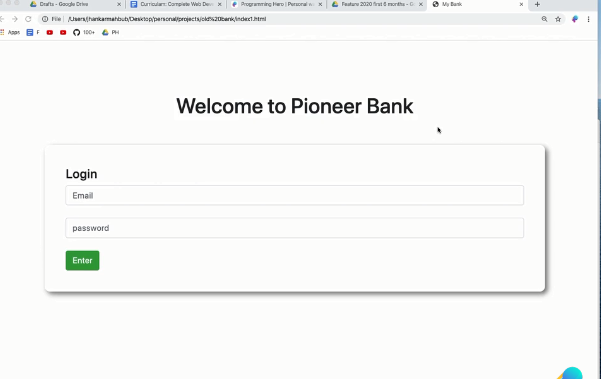 Drafts - Google Drive
Curriculum: Complete Web Dev
Programming Hero | Personal w
Feature 2020 first 6 months - G
My Bank
File
/Users/jhankarmahbub/Desktop/personal/projects/old%20bank/index1.html
Apps
F
100+
PH
Welcome to Pioneer Bank
Login
Email
password
Enter